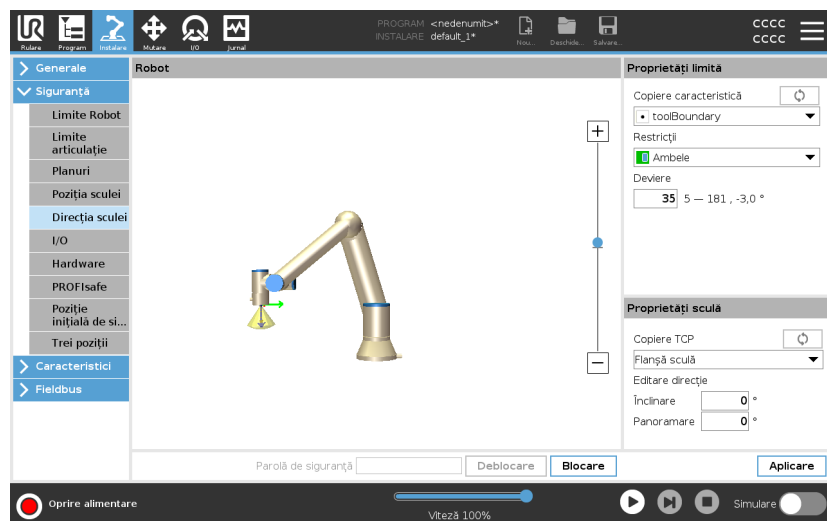 PROGRAM <nedenumit>*
INSTALARE default_1*
CCCC
CCCC
Rulare
Program
Instalare
Mutare
I/O
Jurnal
Nou...
Deschide...
Salvare...
Generale
Siguranță
Limite Robot
Limite
articulație
Planuri
Poziția sculei
Direcția sculei
I/O
Hardware
PROFIsafe
Poziție
inițială de si...
Trei poziții
Caracteristici
Fieldbus
Robot
Proprietăți limită
Copiere caracteristică
toolBoundary
Restricții
Ambele
Deviere
35 5 — 181 , -3,0 °
Proprietăți sculă
Copiere TCP
Flanșă sculă
Editare direcție
Înclinare 0 °
Panoramare 0 °
Parolă de siguranță
Deblocare
Blocare
Aplicare
Oprire alimentare
Viteză 100%
Simulare